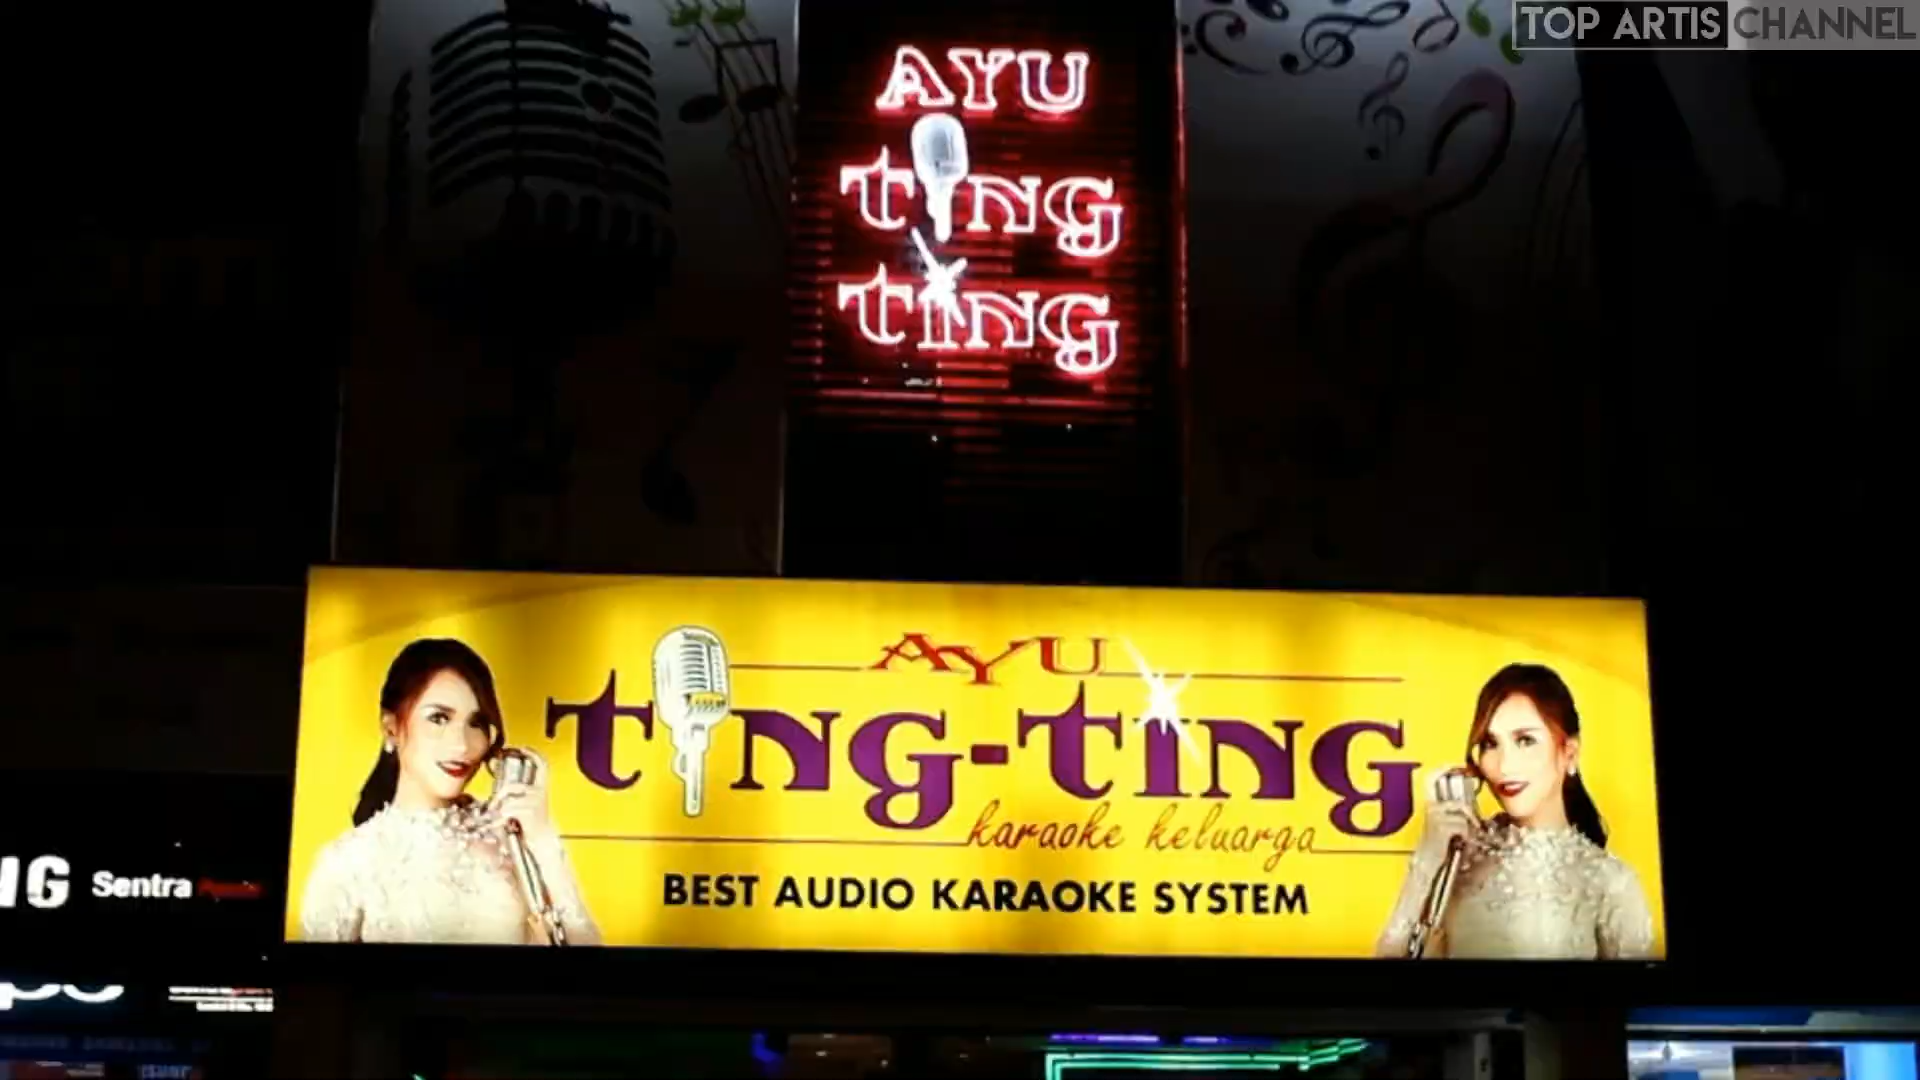 TOP ARTIS CHANNEL
AYU
TING
TING
AYU
TING-TING
karaoke keluarga
BEST AUDIO KARAOKE SYSTEM
Sentra